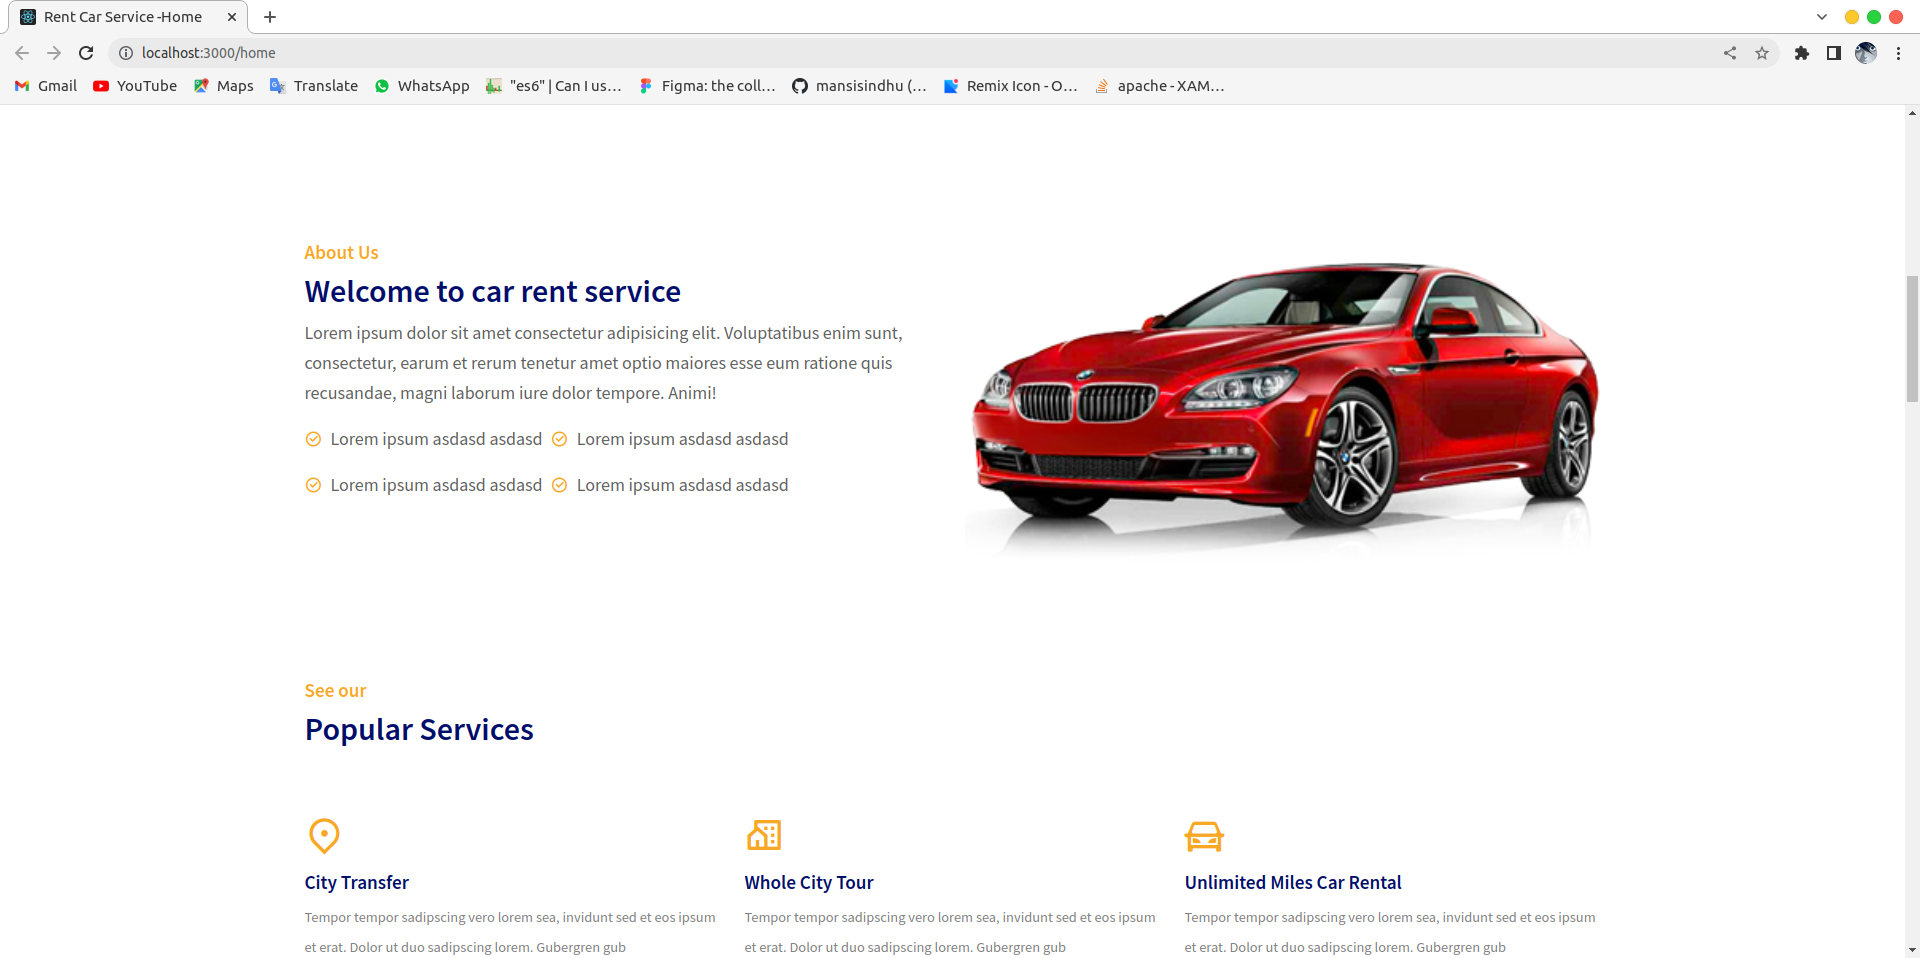 Rent Car Service -Home
localhost:3000/home
Gmail YouTube Maps Translate WhatsApp "es6" | Can I us... Figma: the coll... mansisindhu (... Remix Icon - O... apache - XAM...
About Us
Welcome to car rent service
Lorem ipsum dolor sit amet consectetur adipisicing elit. Voluptatibus enim sunt,
consectetur, earum et rerum tenetur amet optio maiores esse eum ratione quis
recusandae, magni laborum iure dolor tempore. Animi!
Lorem ipsum asdasd asdasd Lorem ipsum asdasd asdasd
Lorem ipsum asdasd asdasd Lorem ipsum asdasd asdasd
See our
Popular Services
City Transfer
Tempor tempor sadipscing vero lorem sea, invidunt sed et eos ipsum
et erat. Dolor ut duo sadipscing lorem. Gubergren gub
Whole City Tour
Tempor tempor sadipscing vero lorem sea, invidunt sed et eos ipsum
et erat. Dolor ut duo sadipscing lorem. Gubergren gub
Unlimited Miles Car Rental
Tempor tempor sadipscing vero lorem sea, invidunt sed et eos ipsum
et erat. Dolor ut duo sadipscing lorem. Gubergren gub